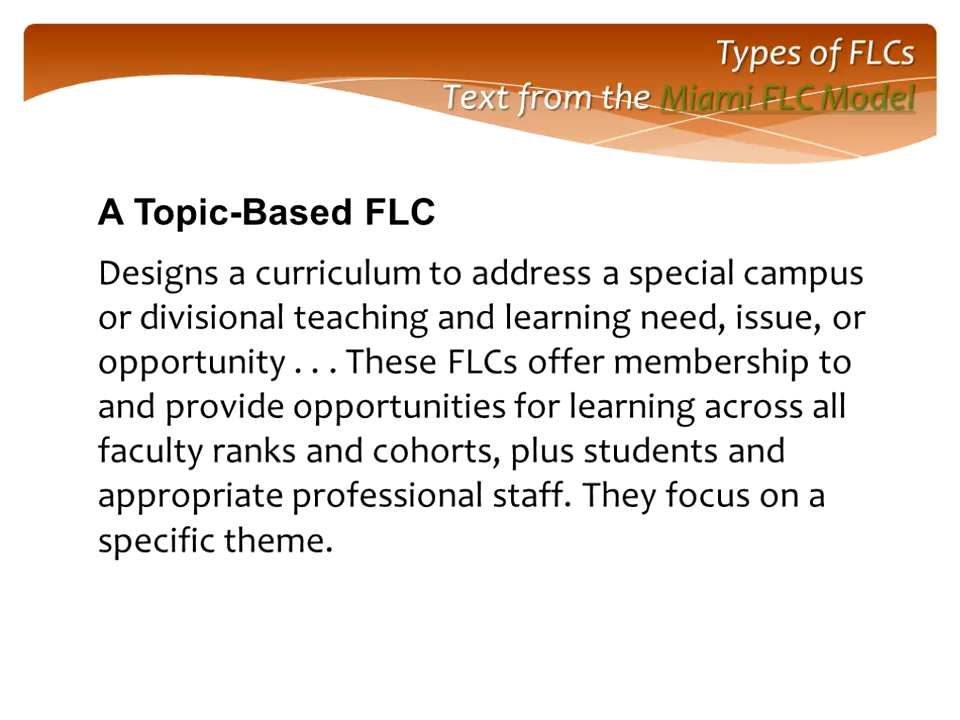 Types of FLCs
Text from the Miami FLC Model
A Topic-Based FLC
Designs a curriculum to address a special campus
or divisional teaching and learning need, issue, or
opportunity . . . These FLCs offer membership to
and provide opportunities for learning across all
faculty ranks and cohorts, plus students and
appropriate professional staff. They focus on a
specific theme.